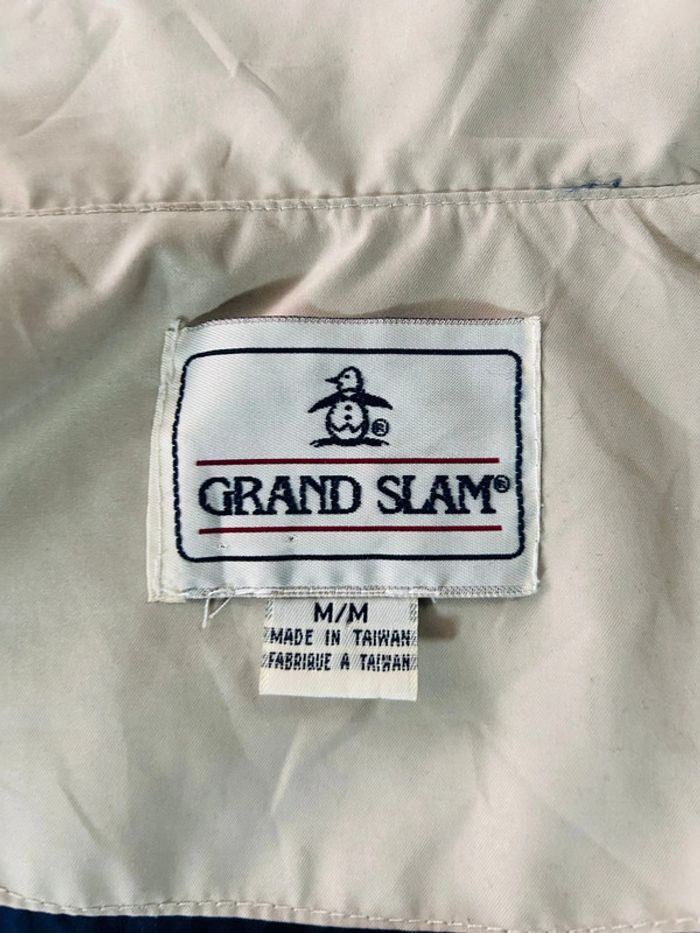 ®
GRAND SLAM®
M/M
MADE IN TAIWAN
FABRIQUE A TAIWAN